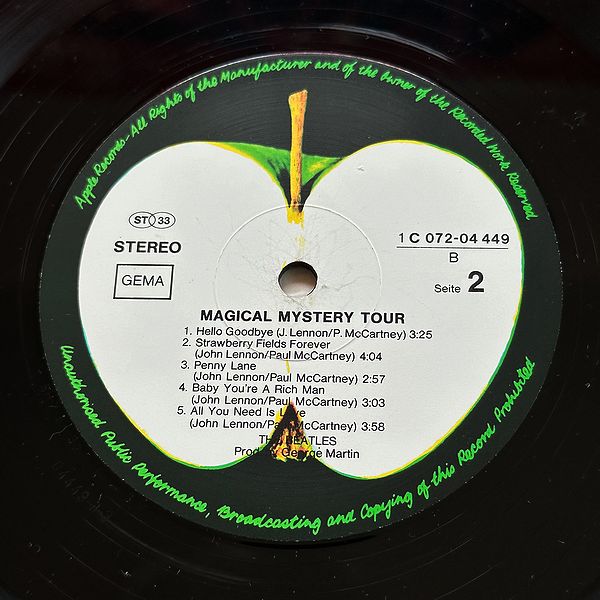 Apple Records-All Rights of the Manufacturer and of the Owner of the Recorded Work Reserved
ST 33
STEREO
GEMA
1 C 072-04 449
B
Seite 2
MAGICAL MYSTERY TOUR
1. Hello Goodbye (J. Lennon/P. McCartney) 3:25
2. Strawberry Fields Forever
(John Lennon/Paul McCartney) 4:04
3. Penny Lane
(John Lennon/Paul McCartney) 2:57
4. Baby You're A Rich Man
(John Lennon/Paul McCartney) 3:03
5. All You Need Is Love
(John Lennon/Paul McCartney) 3:58
THE BEATLES
Prod. by George Martin
Unauthorised Public Performance, Broadcasting and Copying of this Record Prohibited